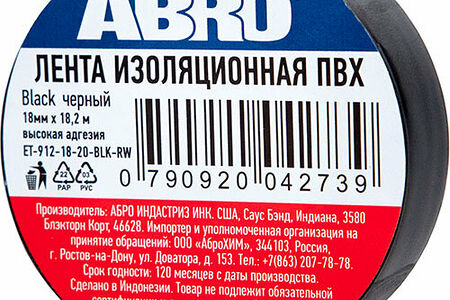 ABRO
ЛЕНТА ИЗОЛЯЦИОННАЯ ПВХ
Black черный
18мм х 18,2 м
высокая адгезия
ET-912-18-20-BLK-RW
22 03
PAP PVC
0 790920 042739
Производитель: АБРО ИНДАСТРИЗ ИНК. США, Саус Бэнд, Индиана, 3580
Блэкторн Корт, 46628. Импортер и уполномоченная организация на
принятие обращений: ООО «АброХИМ», 344103, Россия,
г. Ростов-на-Дону, ул. Доватора, д. 153. Тел.: +7(863) 207-78-78.
Срок годности: 120 месяцев с даты производства.
Сделано в Индонезии. Товар не подлежит обязательной
сертификации